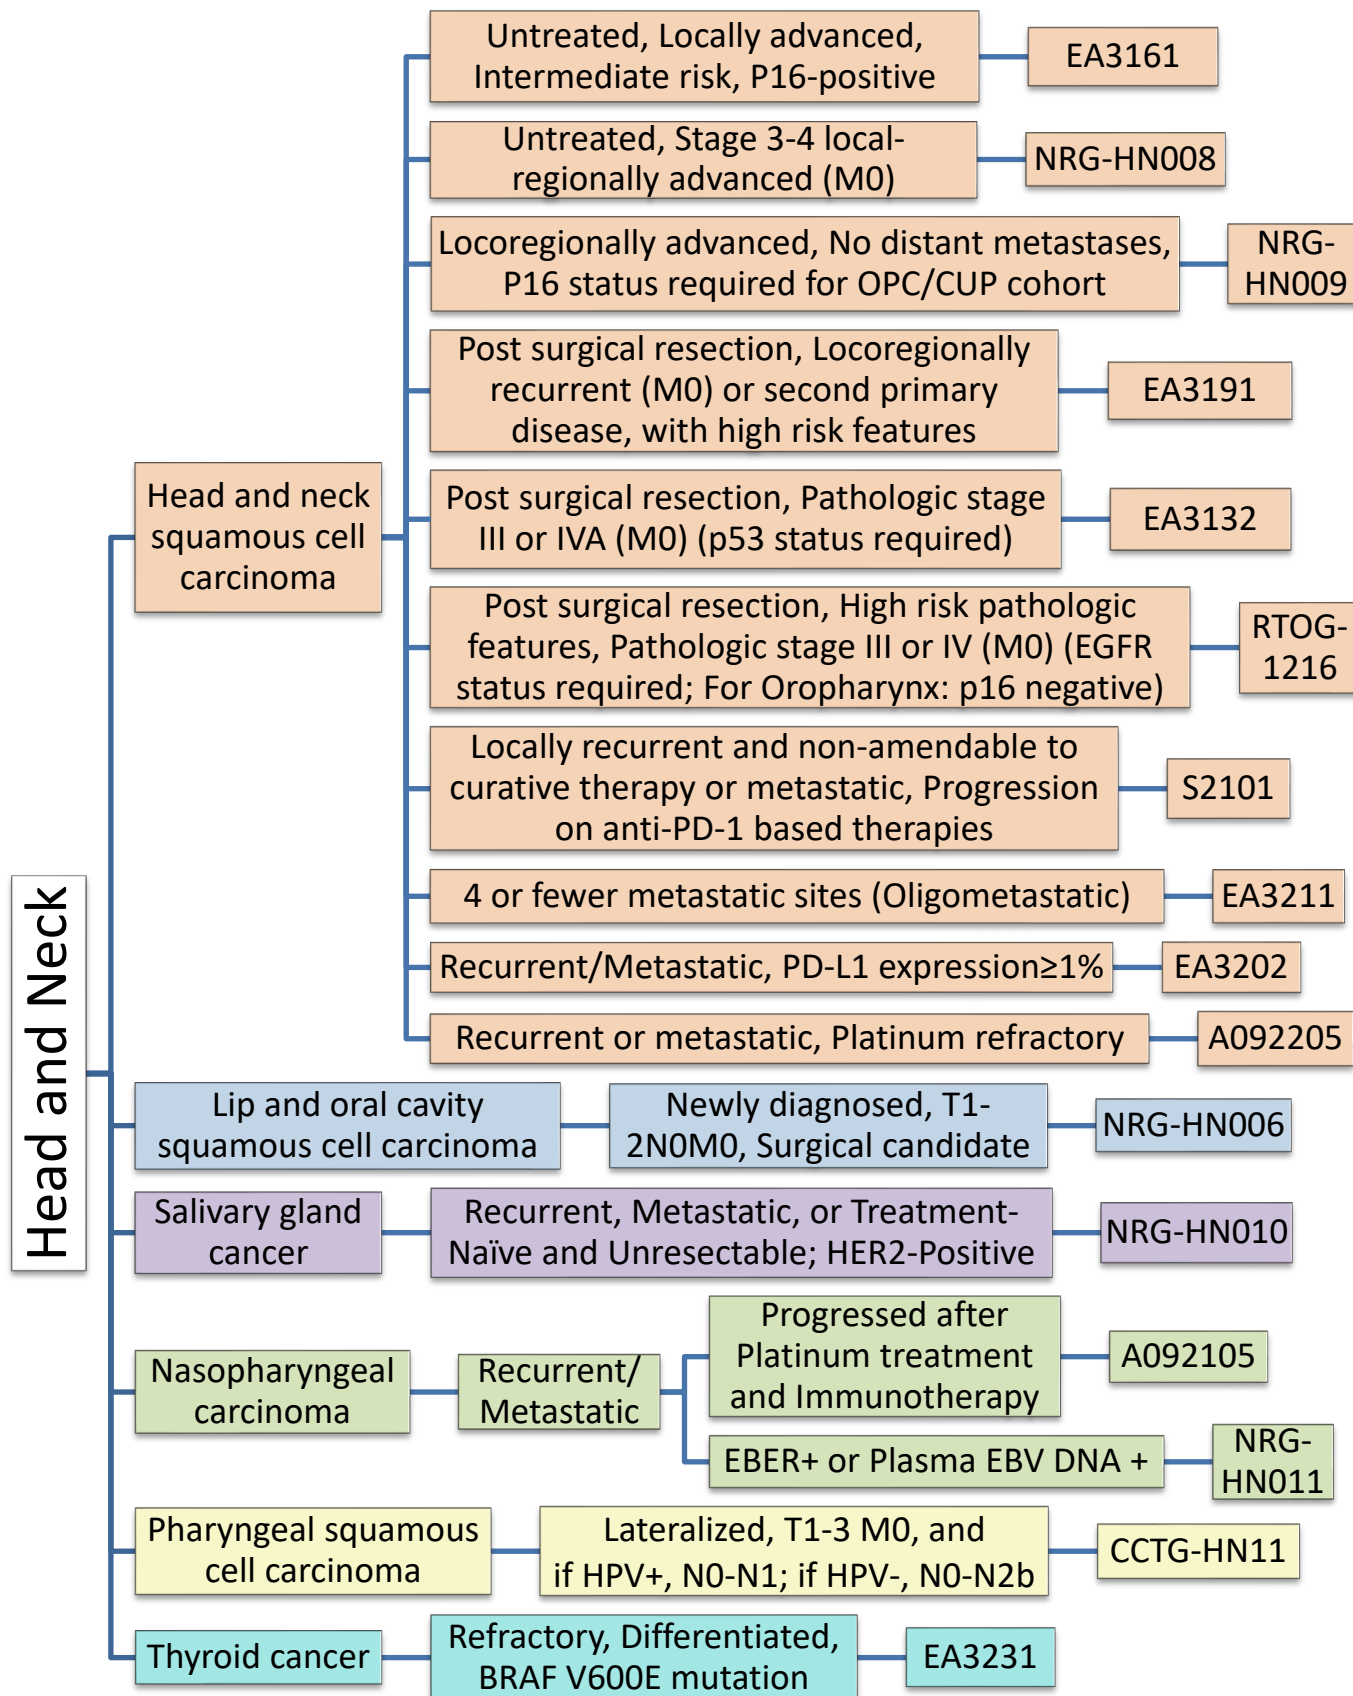 Head and Neck
Head and neck
squamous cell
carcinoma
Untreated, Locally advanced,
Intermediate risk, P16-positive
EA3161
Untreated, Stage 3-4 local-
regionally advanced (M0)
NRG-HN008
Locoregionally advanced, No distant metastases,
P16 status required for OPC/CUP cohort
NRG-
HN009
Post surgical resection, Locoregionally
recurrent (M0) or second primary
disease, with high risk features
EA3191
Post surgical resection, Pathologic stage
III or IVA (M0) (p53 status required)
EA3132
Post surgical resection, High risk pathologic
features, Pathologic stage III or IV (M0) (EGFR
status required; For Oropharynx: p16 negative)
RTOG-
1216
Locally recurrent and non-amendable to
curative therapy or metastatic, Progression
on anti-PD-1 based therapies
S2101
4 or fewer metastatic sites (Oligometastatic)
EA3211
Recurrent/Metastatic, PD-L1 expression≥1%
EA3202
Recurrent or metastatic, Platinum refractory
A092205
Lip and oral cavity
squamous cell carcinoma
Newly diagnosed, T1-
2N0M0, Surgical candidate
NRG-HN006
Salivary gland
cancer
Recurrent, Metastatic, or Treatment-
Naïve and Unresectable; HER2-Positive
NRG-HN010
Nasopharyngeal
carcinoma
Recurrent/
Metastatic
Progressed after
Platinum treatment
and Immunotherapy
A092105
EBER+ or Plasma EBV DNA +
NRG-
HN011
Pharyngeal squamous
cell carcinoma
Lateralized, T1-3 M0, and
if HPV+, N0-N1; if HPV-, N0-N2b
CCTG-HN11
Thyroid cancer
Refractory, Differentiated,
BRAF V600E mutation
EA3231